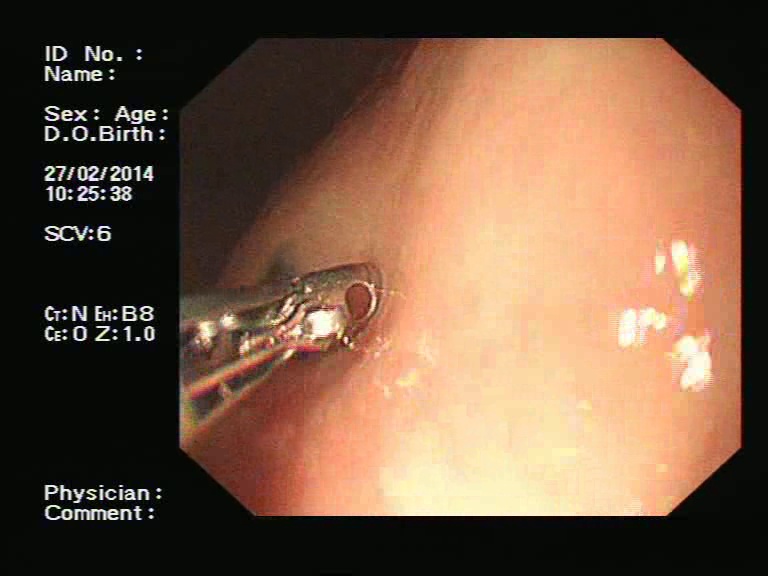 ID No. :
Name:
Sex: Age:
D.O.Birth:
27/02/2014
10:25:38
SCV:6
CT:N EH:B8
CE:0 Z:1.0
Physician:
Comment: